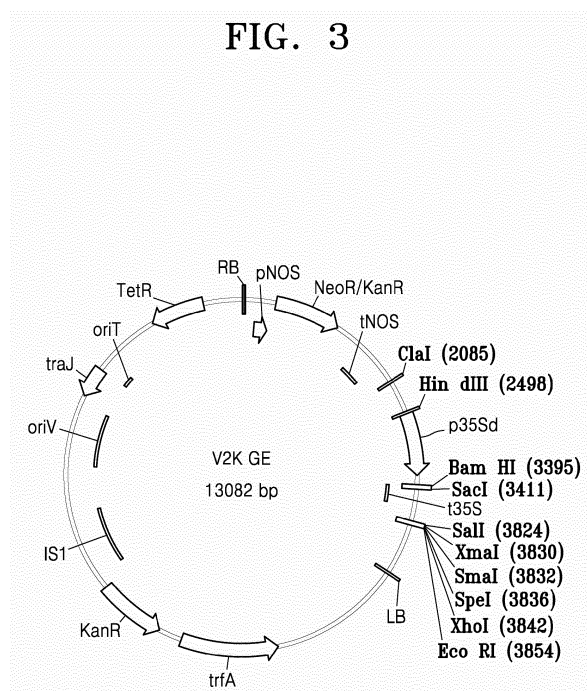 FIG. 3
RB
pNOS
TetR
NeoR/KanR
oriT
tNOS
traJ
ClaI (2085)
Hin dIII (2498)
oriV
p35Sd
V2K GE
13082 bp
Bam HI (3395)
SacI (3411)
t35S
SalI (3824)
XmaI (3830)
SmaI (3832)
SpeI (3836)
XhoI (3842)
Eco RI (3854)
IS1
LB
KanR
trfA